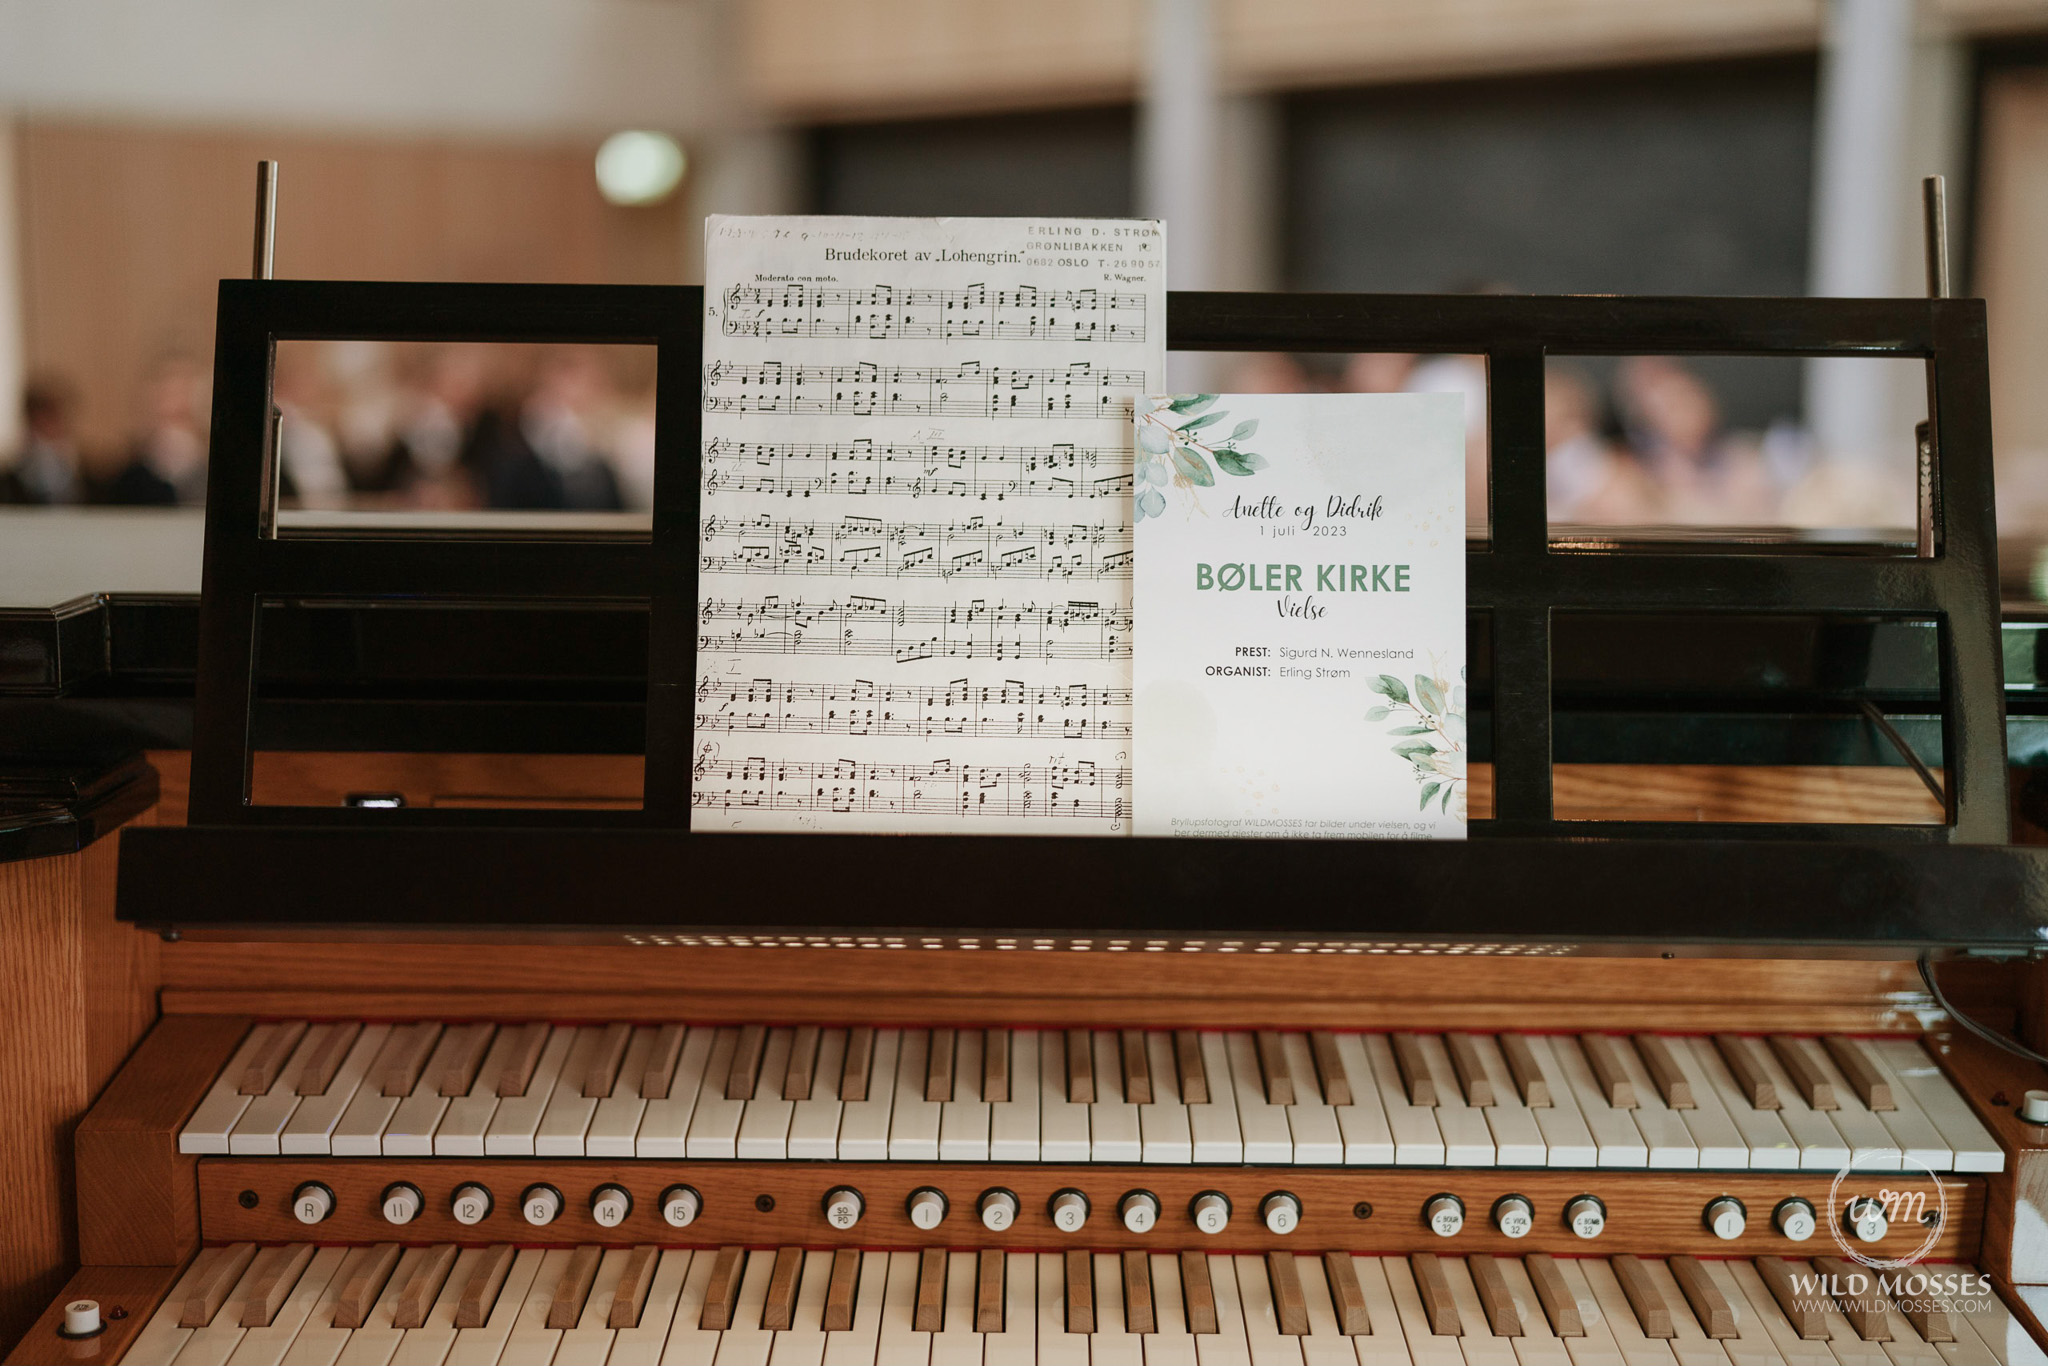 ERLING D. STRØM
GRØNLIBAKKEN
0682 OSLO T. 26 90 57
Brudekoret av „Lohengrin."
Moderato con moto.
R. Wagner.
5.
I
f
III
II
mf
I
f
rit
Anette og Didrik
1 juli 2023
BØLER KIRKE
Vielse
PREST: Sigurd N. Wennesland
ORGANIST: Erling Strøm
Bryllupsfotograf WILDMOSSES tar bilder under vielsen, og vi
ber dermed gjester om å ikke ta frem mobilen for å filme
R 11 12 13 14 15 SO/PD 1 2 3 4 5 6 C. BOUR 32 C. VIOL 32 C. BOMB 32 1 2 3
wm
WILD MOSSES
WWW.WILDMOSSES.COM